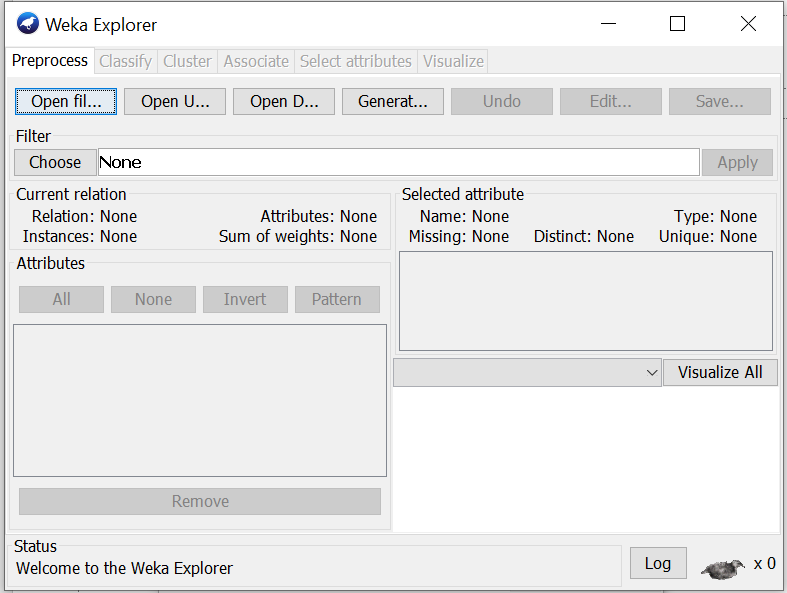 Weka Explorer
Preprocess Classify Cluster Associate Select attributes Visualize
Open fil... Open U... Open D... Generat... Undo Edit... Save...
Filter
Choose None Apply
Current relation
Relation: None Attributes: None
Instances: None Sum of weights: None
Selected attribute
Name: None Type: None
Missing: None Distinct: None Unique: None
Attributes
All None Invert Pattern
Remove
Visualize All
Status
Welcome to the Weka Explorer
Log x 0